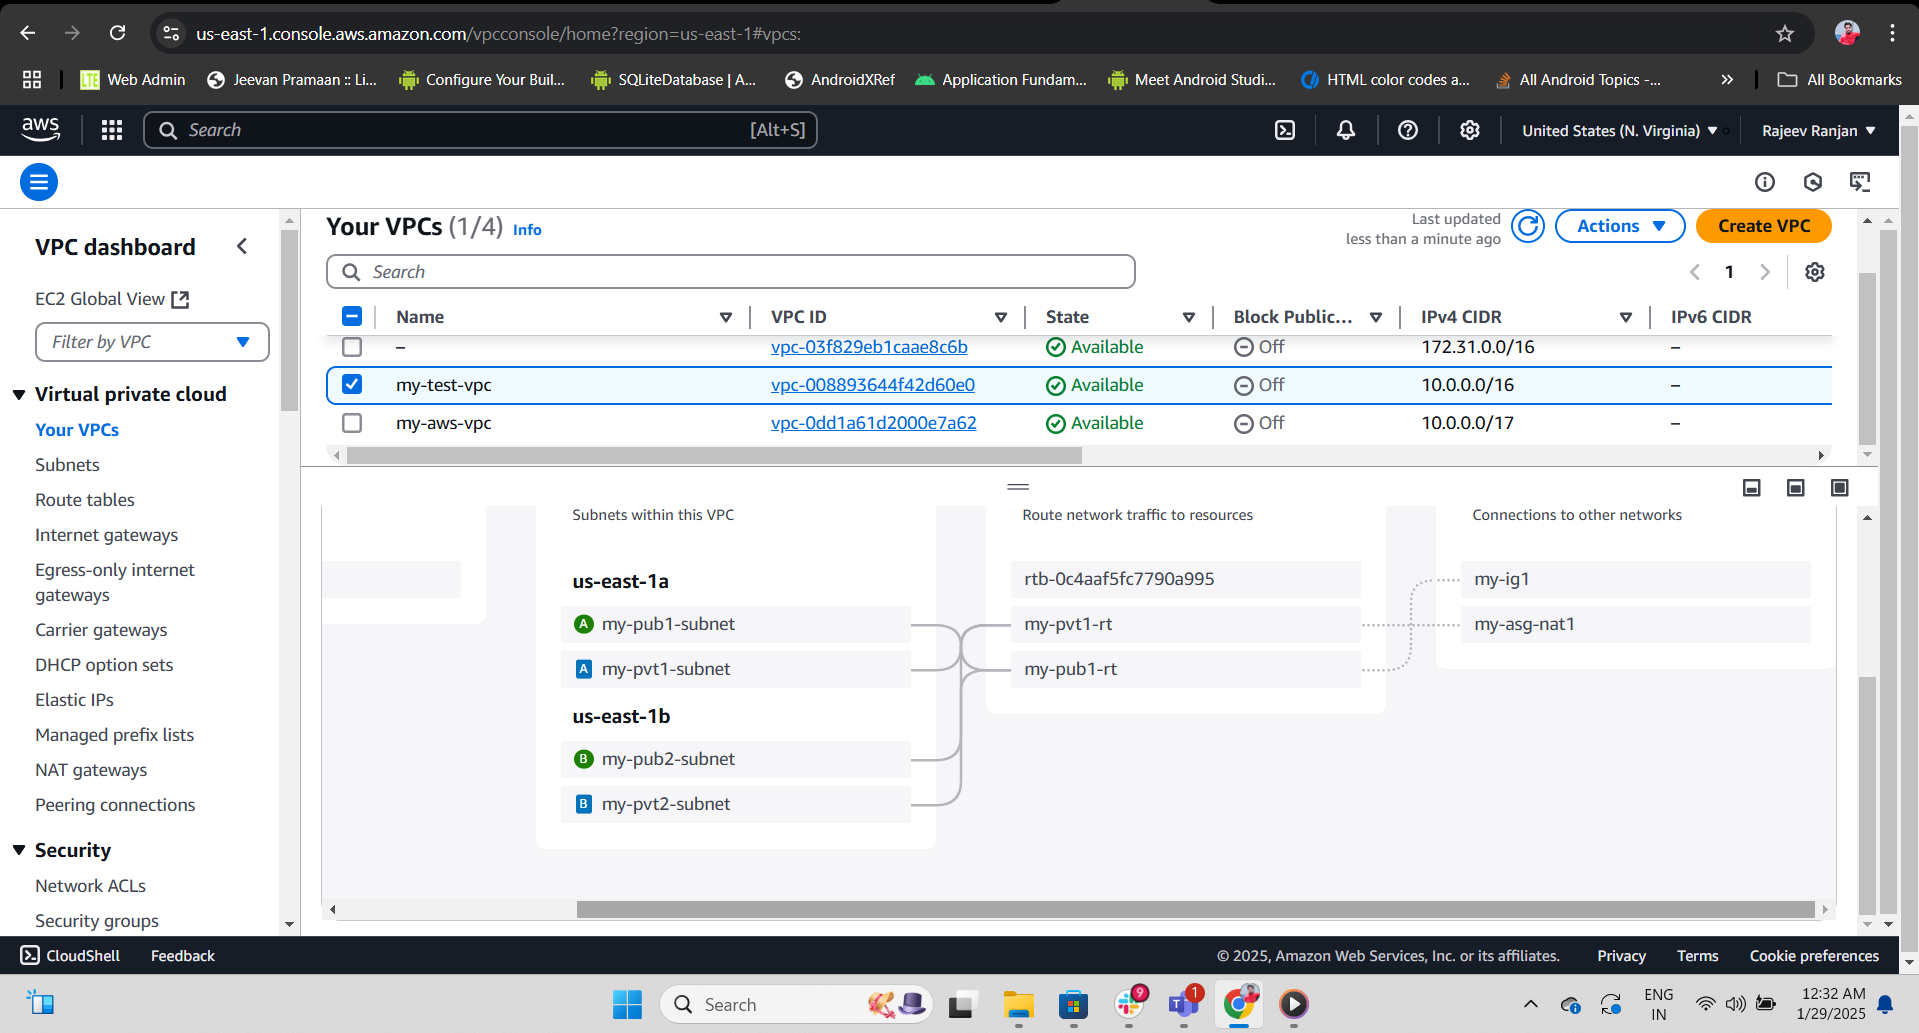 us-east-1.console.aws.amazon.com/vpcconsole/home?region=us-east-1#vpcs:
LTE Web Admin Jeevan Pramaan :: Li... Configure Your Buil... SQLiteDatabase | A... AndroidXRef Application Fundam... Meet Android Studi... HTML color codes a... All Android Topics -... » All Bookmarks
aws Search [Alt+S] United States (N. Virginia) Rajeev Ranjan
VPC dashboard
EC2 Global View
Filter by VPC
Virtual private cloud
Your VPCs
Subnets
Route tables
Internet gateways
Egress-only internet
gateways
Carrier gateways
DHCP option sets
Elastic IPs
Managed prefix lists
NAT gateways
Peering connections
Security
Network ACLs
Security groups
Your VPCs (1/4) Info
Last updated
less than a minute ago
Actions
Create VPC
Search
1
Name VPC ID State Block Public... IPv4 CIDR IPv6 CIDR
– vpc-03f829eb1caae8c6b Available Off 172.31.0.0/16 –
my-test-vpc vpc-008893644f42d60e0 Available Off 10.0.0.0/16 –
my-aws-vpc vpc-0dd1a61d2000e7a62 Available Off 10.0.0.0/17 –
Subnets within this VPC
us-east-1a
A my-pub1-subnet
A my-pvt1-subnet
us-east-1b
B my-pub2-subnet
B my-pvt2-subnet
Route network traffic to resources
rtb-0c4aaf5fc7790a995
my-pvt1-rt
my-pub1-rt
Connections to other networks
my-ig1
my-asg-nat1
CloudShell Feedback © 2025, Amazon Web Services, Inc. or its affiliates. Privacy Terms Cookie preferences
Search
9
T 1
ENG
IN
12:32 AM
1/29/2025